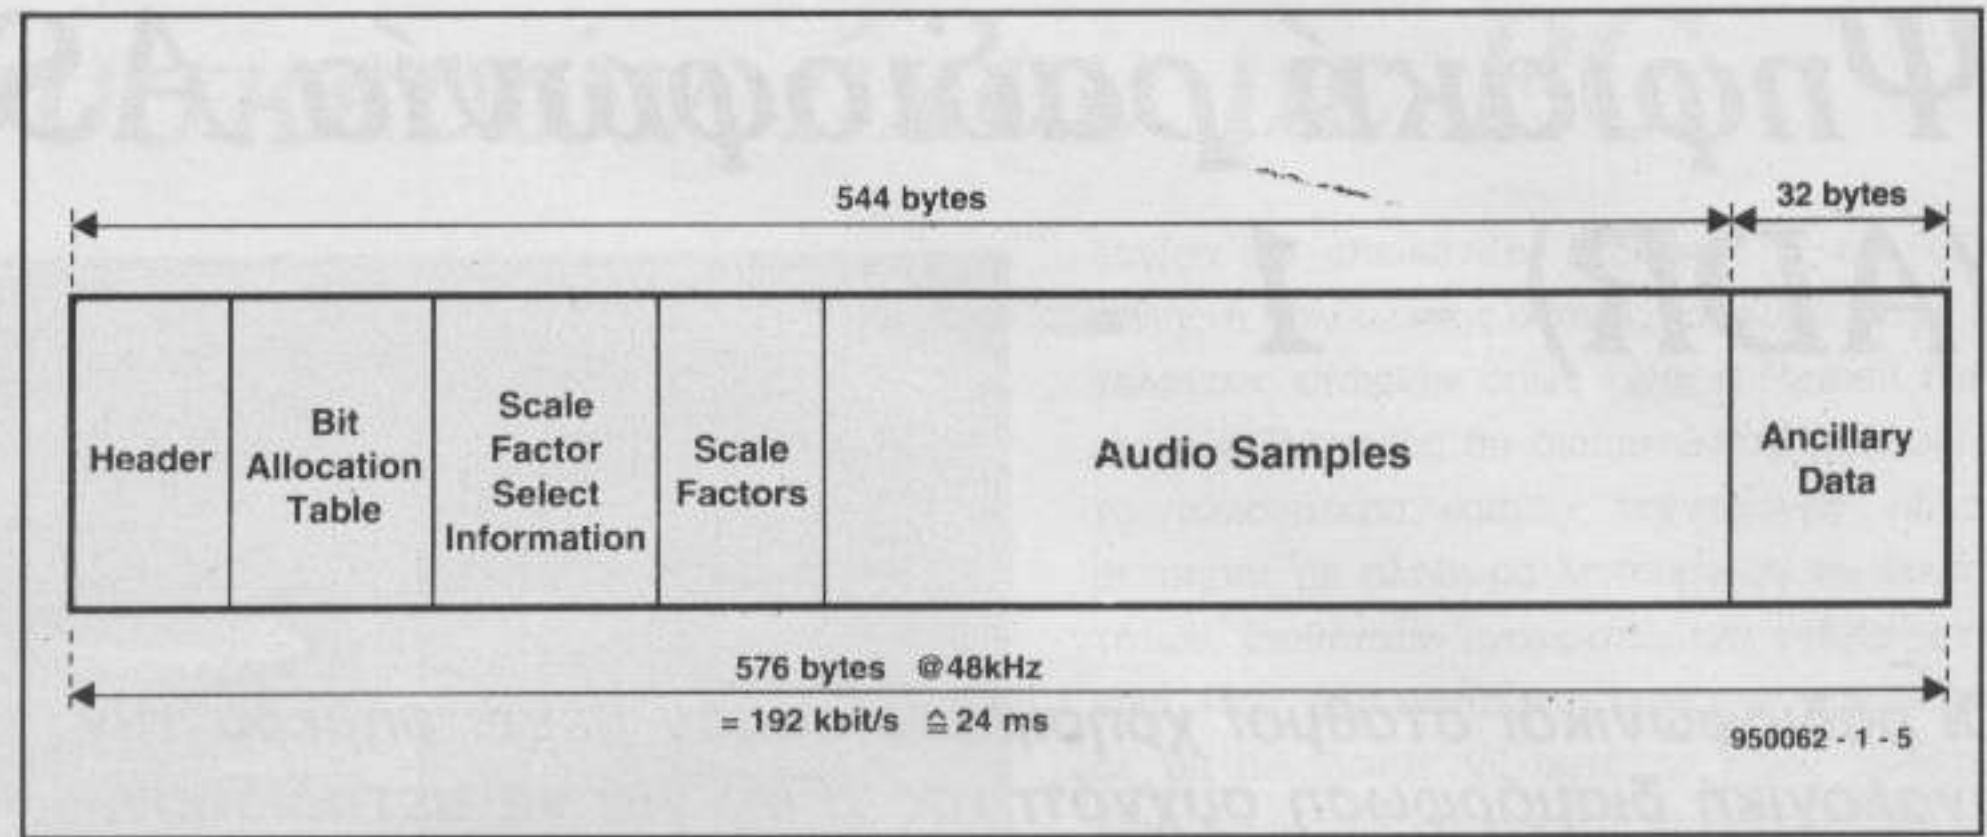 544 bytes
32 bytes
Header
Bit
Allocation
Table
Scale
Factor
Select
Information
Scale
Factors
Audio Samples
Ancillary
Data
576 bytes @48kHz
= 192 kbit/s ≙ 24 ms
950062 - 1 - 5